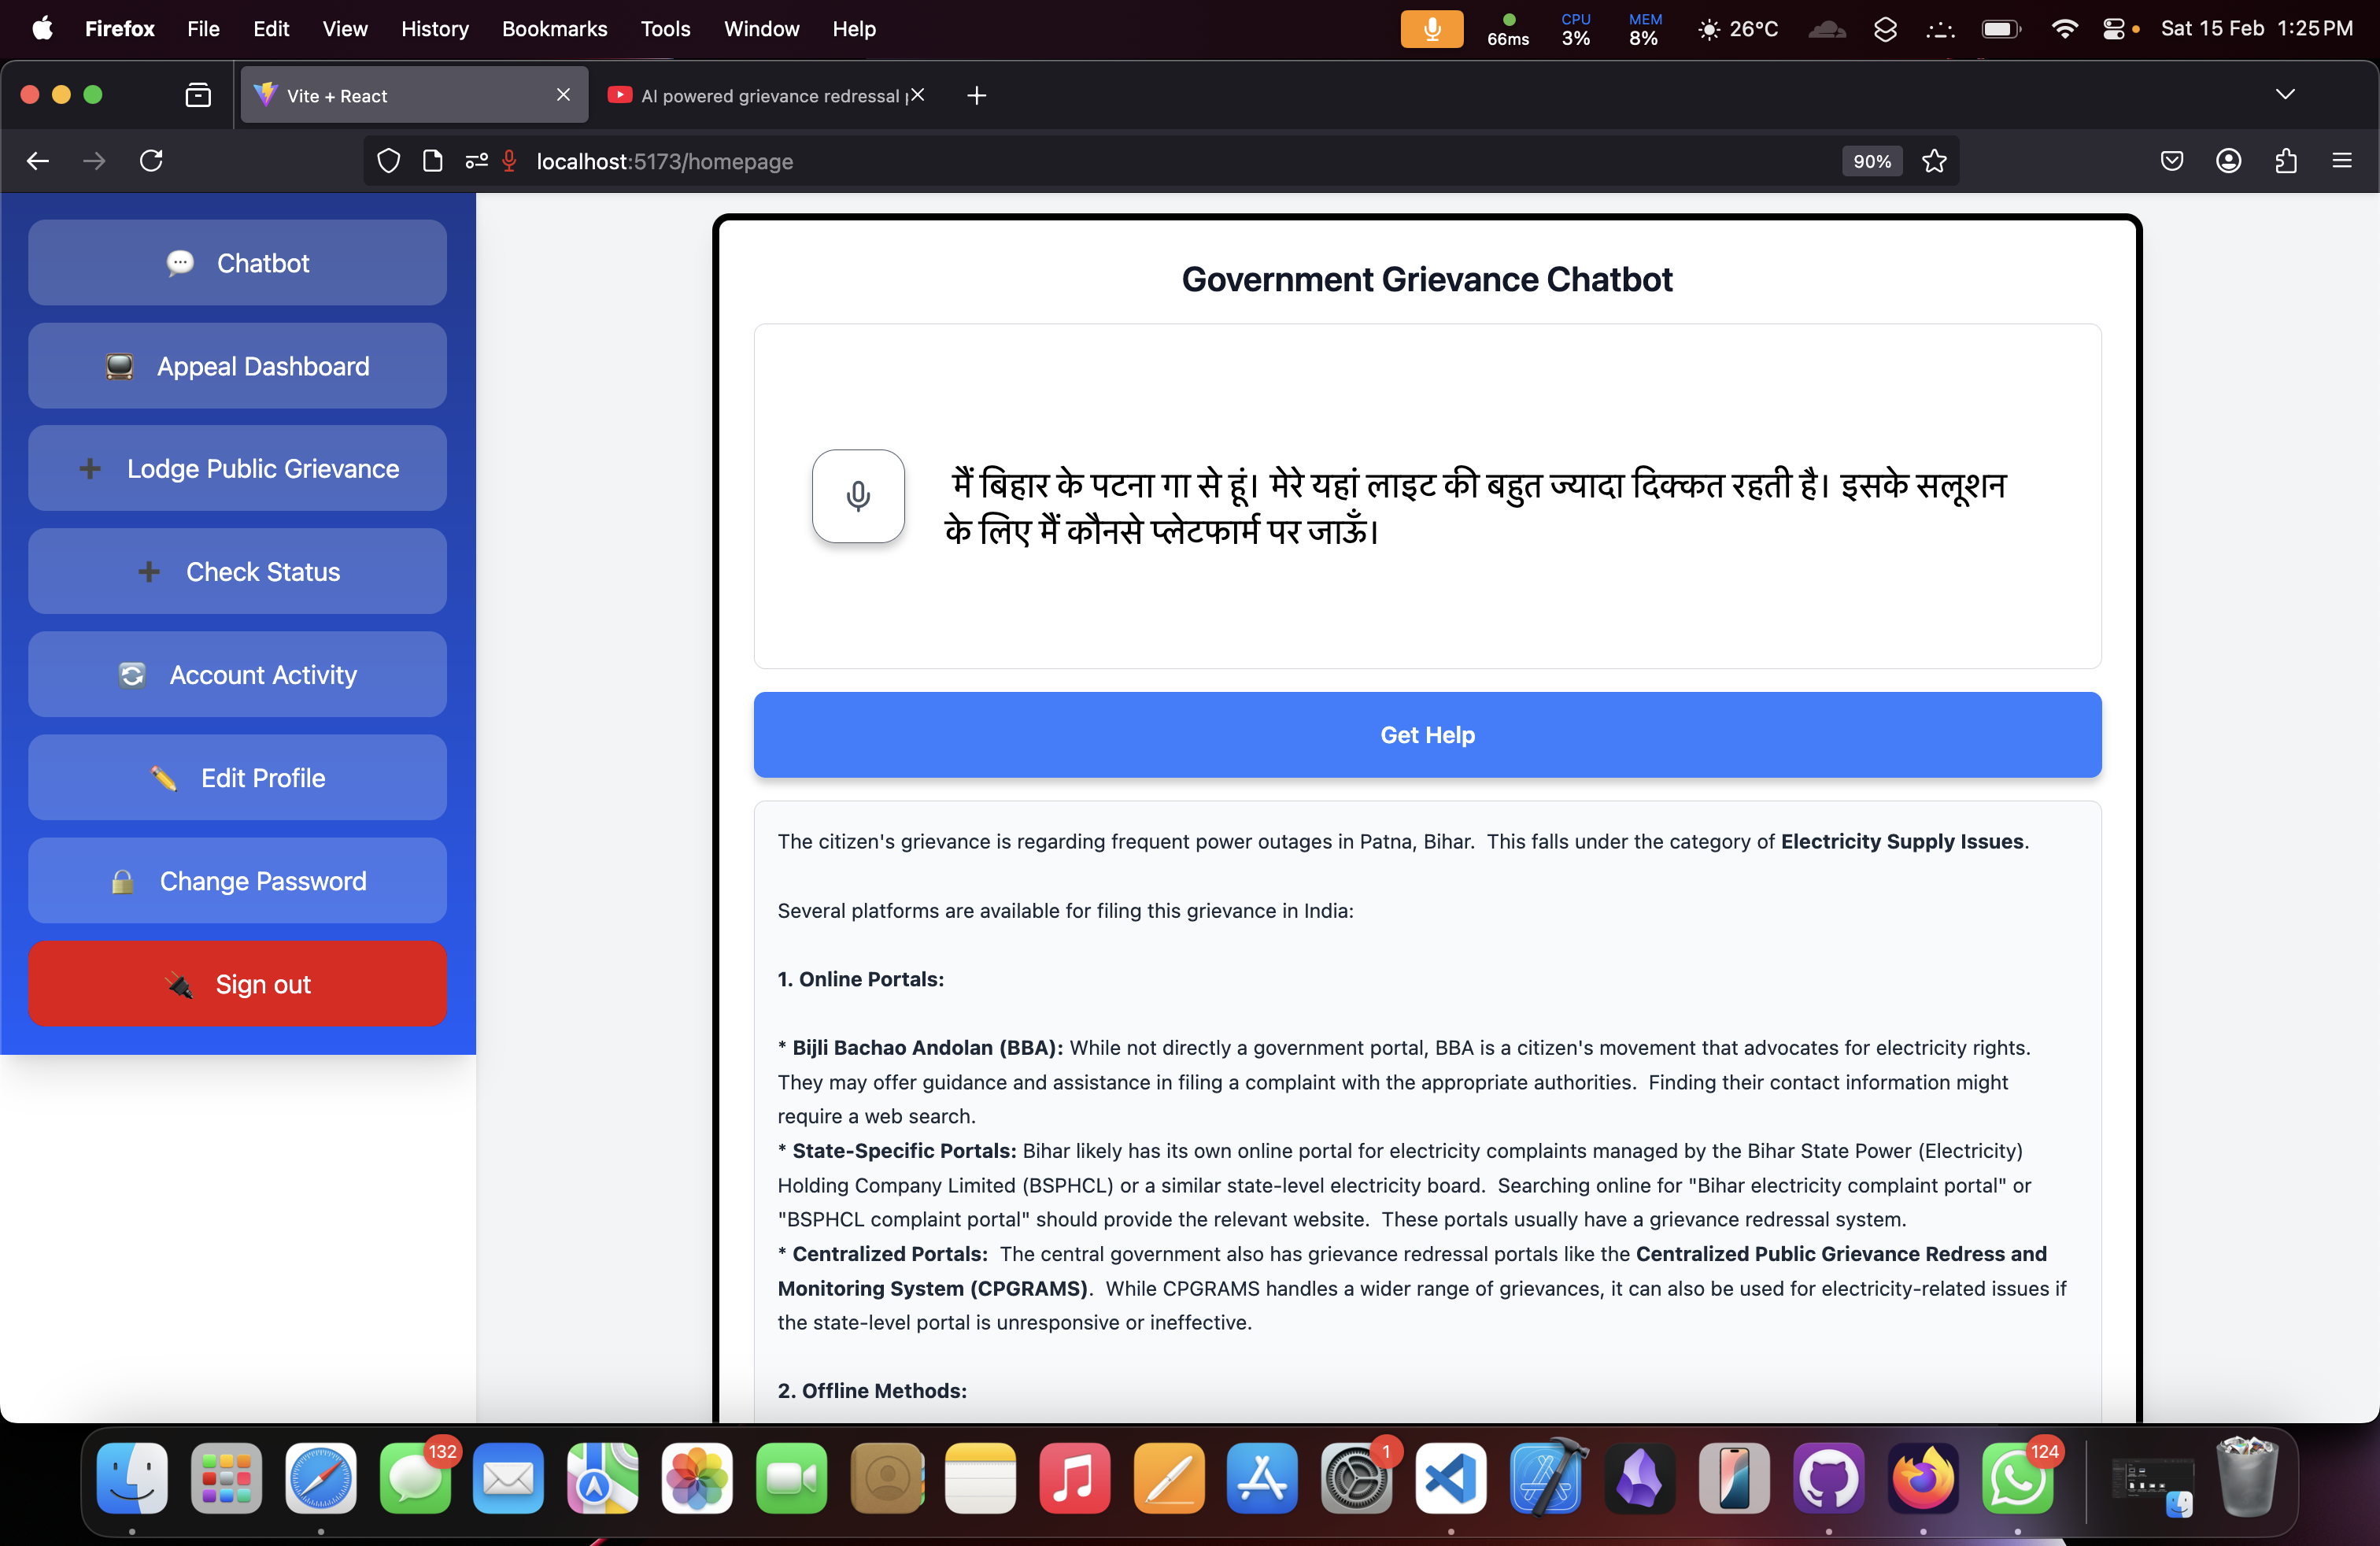 Firefox File Edit View History Bookmarks Tools Window Help 66ms CPU 3% MEM 8% 26°C Sat 15 Feb 1:25 PM
Vite + React AI powered grievance redressal
localhost:5173/homepage 90%
Chatbot
Appeal Dashboard
Lodge Public Grievance
Check Status
Account Activity
Edit Profile
Change Password
Sign out
Government Grievance Chatbot
मैं बिहार के पटना गा से हूं। मेरे यहां लाइट की बहुत ज्यादा दिक्कत रहती है। इसके सलूशन
के लिए मैं कौनसे प्लेटफार्म पर जाऊँ।
Get Help
The citizen's grievance is regarding frequent power outages in Patna, Bihar. This falls under the category of Electricity Supply Issues.
Several platforms are available for filing this grievance in India:
1. Online Portals:
* Bijli Bachao Andolan (BBA): While not directly a government portal, BBA is a citizen's movement that advocates for electricity rights.
They may offer guidance and assistance in filing a complaint with the appropriate authorities. Finding their contact information might
require a web search.
* State-Specific Portals: Bihar likely has its own online portal for electricity complaints managed by the Bihar State Power (Electricity)
Holding Company Limited (BSPHCL) or a similar state-level electricity board. Searching online for "Bihar electricity complaint portal" or
"BSPHCL complaint portal" should provide the relevant website. These portals usually have a grievance redressal system.
* Centralized Portals: The central government also has grievance redressal portals like the Centralized Public Grievance Redress and
Monitoring System (CPGRAMS). While CPGRAMS handles a wider range of grievances, it can also be used for electricity-related issues if
the state-level portal is unresponsive or ineffective.
2. Offline Methods:
132 1 124